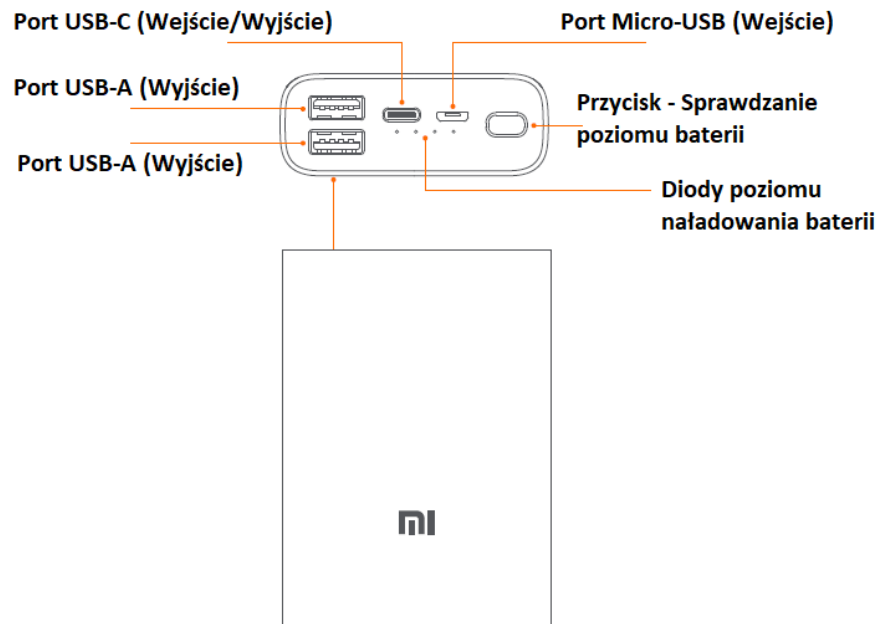 Port USB-C (Wejście/Wyjście)
Port Micro-USB (Wejście)
Port USB-A (Wyjście)
Przycisk - Sprawdzanie
poziomu baterii
Port USB-A (Wyjście)
Diody poziomu
naładowania baterii
mi